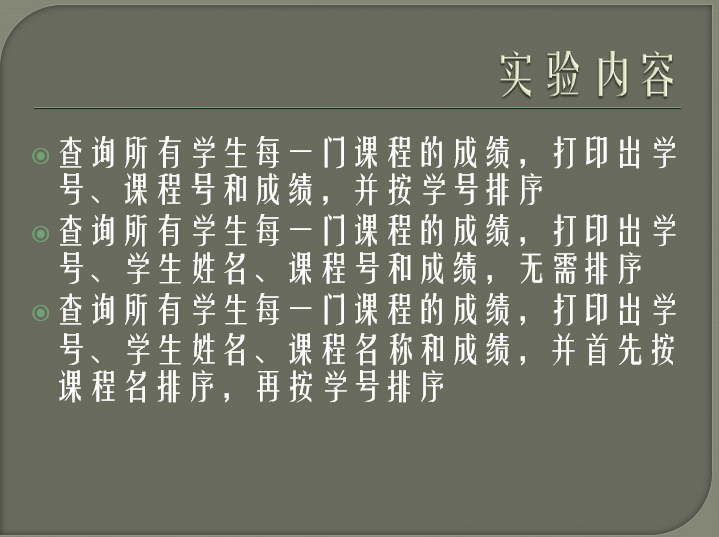 实验内容
查询所有学生每一门课程的成绩，打印出学
号、课程号和成绩，并按学号排序
查询所有学生每一门课程的成绩，打印出学
号、学生姓名、课程号和成绩，无需排序
查询所有学生每一门课程的成绩，打印出学
号、学生姓名、课程名称和成绩，并首先按
课程名排序，再按学号排序